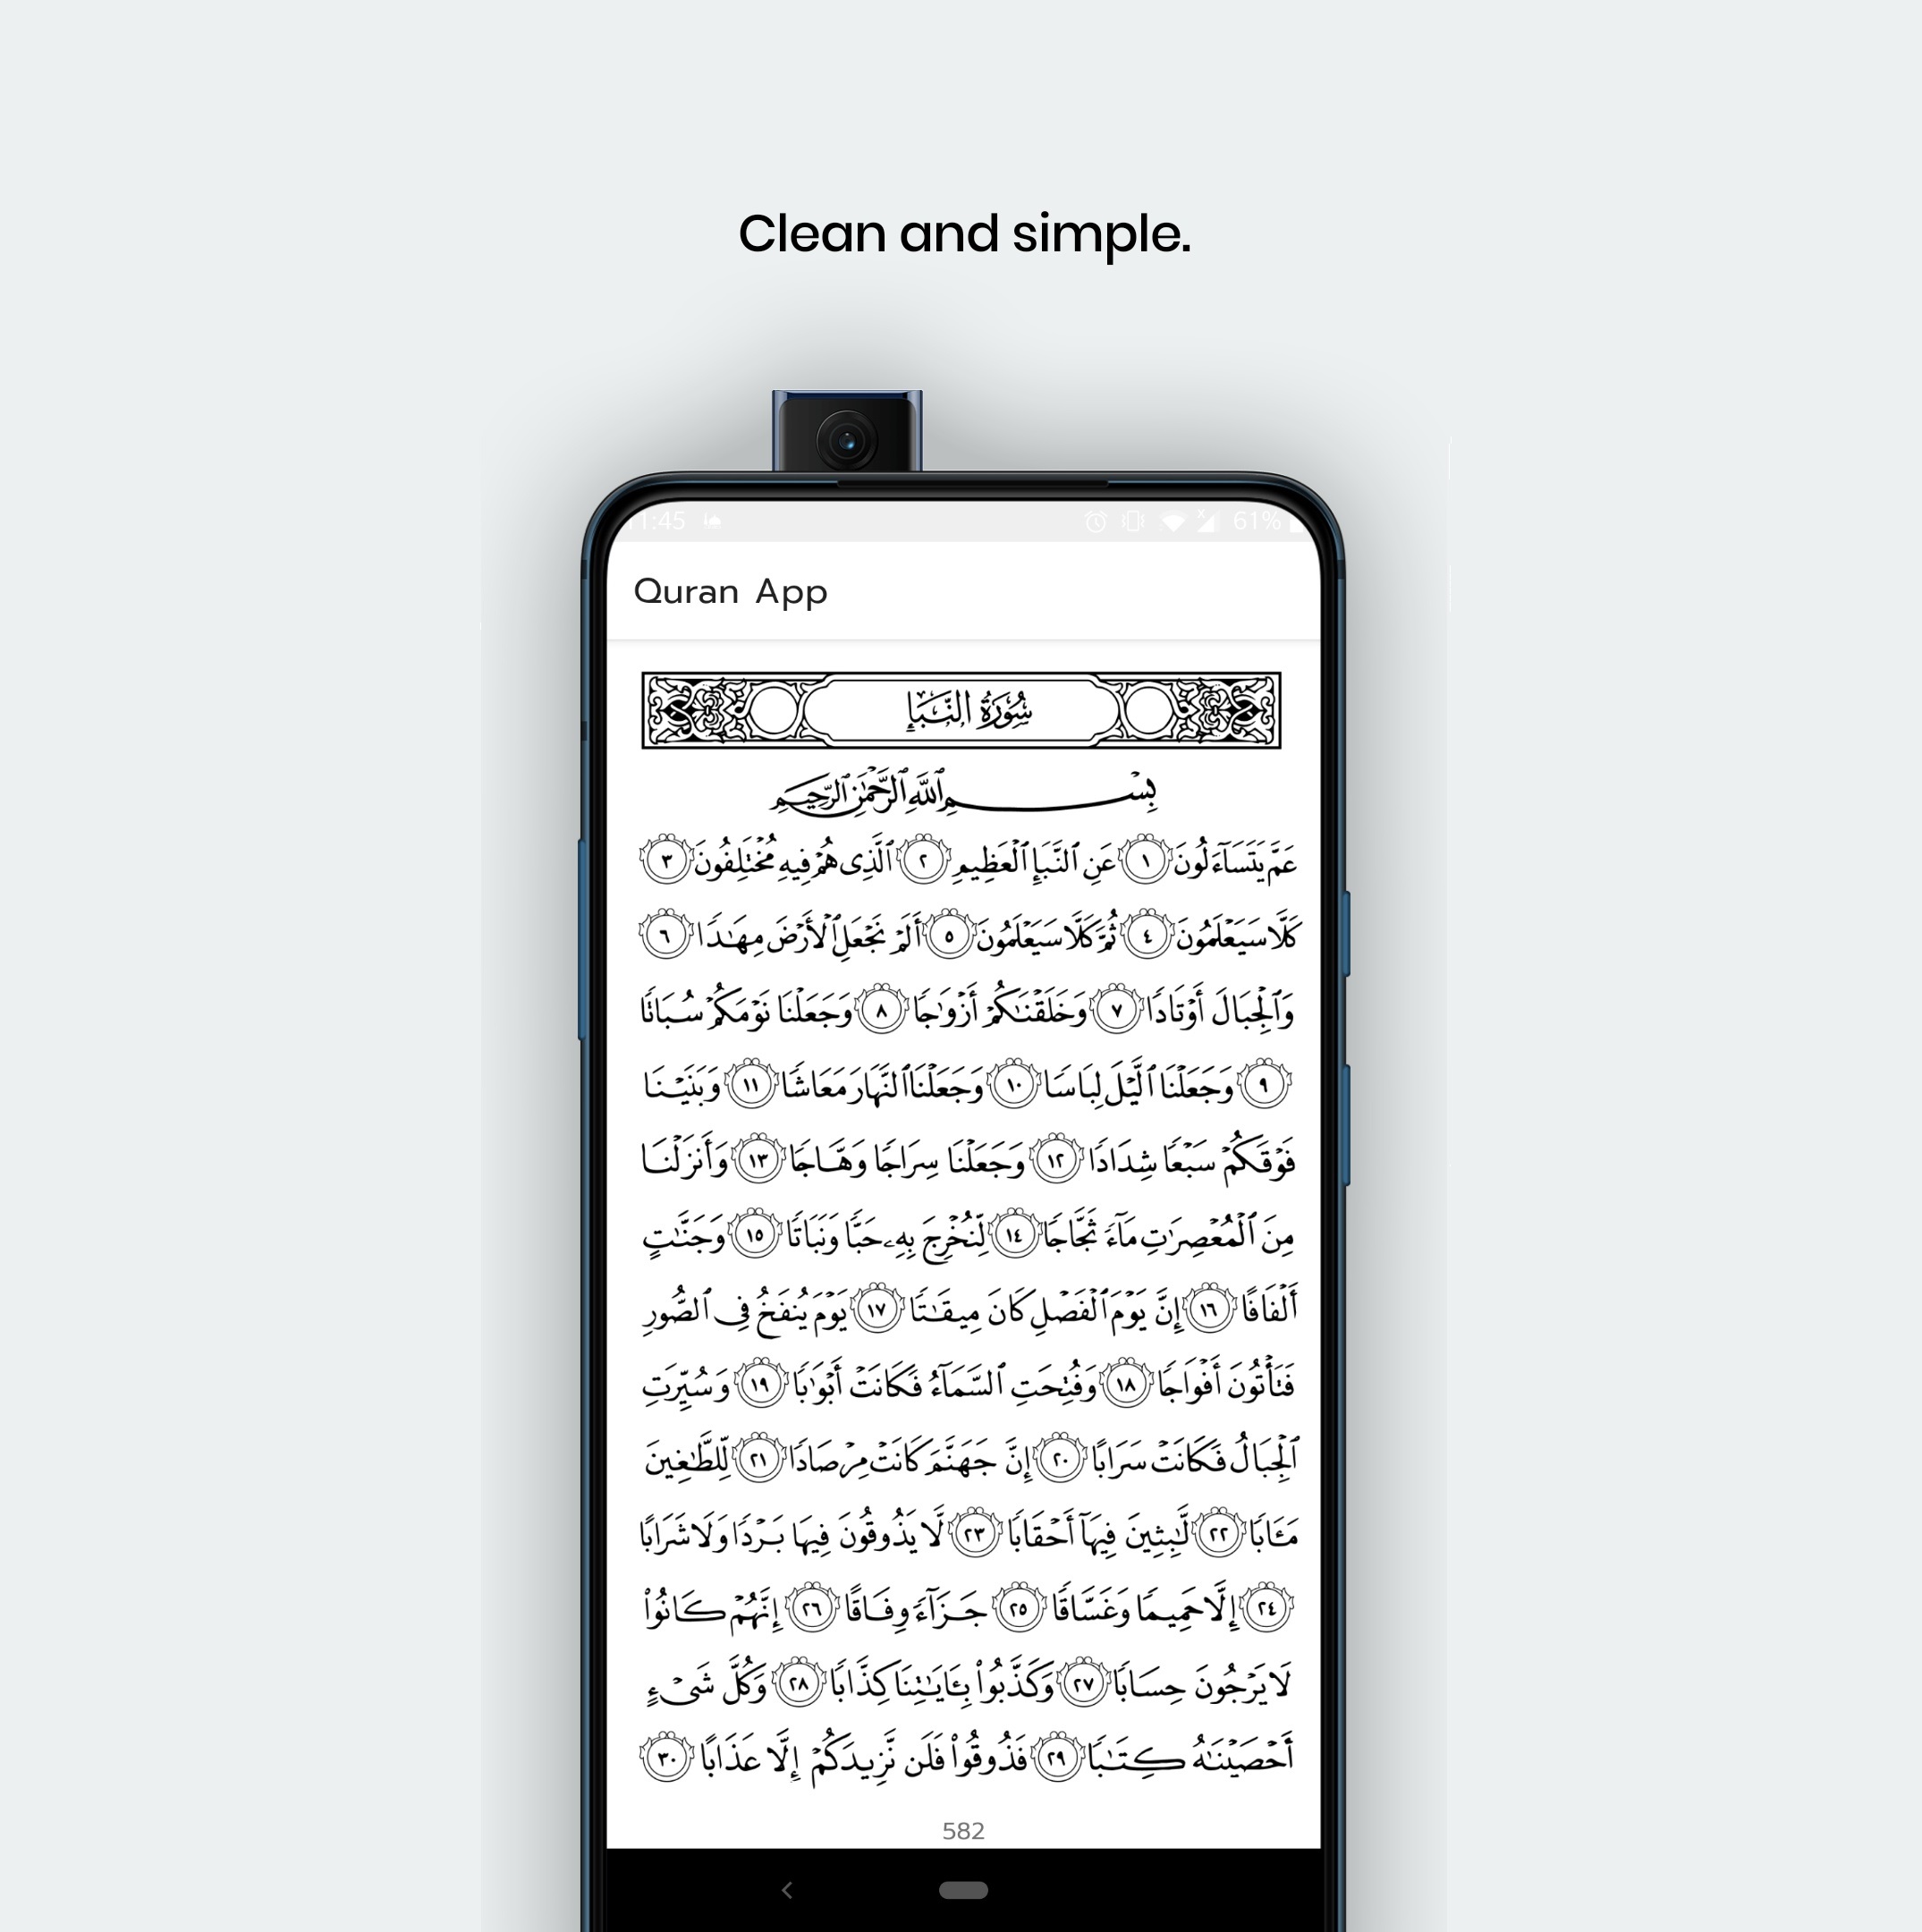 Clean and simple.
11:45 61%
Quran App
سُورَةُ النَّبَإِ
بِسْمِ ٱللَّهِ ٱلرَّحْمَٰنِ ٱلرَّحِيمِ
عَمَّ يَتَسَآءَلُونَ ١ عَنِ ٱلنَّبَإِ ٱلْعَظِيمِ ٢ ٱلَّذِى هُمْ فِيهِ مُخْتَلِفُونَ ٣
كَلَّا سَيَعْلَمُونَ ٤ ثُمَّ كَلَّا سَيَعْلَمُونَ ٥ أَلَمْ نَجْعَلِ ٱلْأَرْضَ مِهَٰدًا ٦
وَٱلْجِبَالَ أَوْتَادًا ٧ وَخَلَقْنَٰكُمْ أَزْوَٰجًا ٨ وَجَعَلْنَا نَوْمَكُمْ سُبَاتًا
٩ وَجَعَلْنَا ٱلَّيْلَ لِبَاسًا ١٠ وَجَعَلْنَا ٱلنَّهَارَ مَعَاشًا ١١ وَبَنَيْنَا
فَوْقَكُمْ سَبْعًا شِدَادًا ١٢ وَجَعَلْنَا سِرَاجًا وَهَّاجًا ١٣ وَأَنزَلْنَا
مِنَ ٱلْمُعْصِرَٰتِ مَآءً ثَجَّاجًا ١٤ لِّنُخْرِجَ بِهِۦ حَبًّا وَنَبَاتًا ١٥ وَجَنَّٰتٍ
أَلْفَافًا ١٦ إِنَّ يَوْمَ ٱلْفَصْلِ كَانَ مِيقَٰتًا ١٧ يَوْمَ يُنفَخُ فِى ٱلصُّورِ
فَتَأْتُونَ أَفْوَاجًا ١٨ وَفُتِحَتِ ٱلسَّمَآءُ فَكَانَتْ أَبْوَٰبًا ١٩ وَسُيِّرَتِ
ٱلْجِبَالُ فَكَانَتْ سَرَابًا ٢٠ إِنَّ جَهَنَّمَ كَانَتْ مِرْصَادًا ٢١ لِّلطَّٰغِينَ
مَـَٔابًا ٢٢ لَّٰبِثِينَ فِيهَآ أَحْقَابًا ٢٣ لَّا يَذُوقُونَ فِيهَا بَرْدًا وَلَا شَرَابًا
٢٤ إِلَّا حَمِيمًا وَغَسَّاقًا ٢٥ جَزَآءً وِفَاقًا ٢٦ إِنَّهُمْ كَانُوا۟
لَا يَرْجُونَ حِسَابًا ٢٧ وَكَذَّبُوا۟ بِـَٔايَٰتِنَا كِذَّابًا ٢٨ وَكُلَّ شَىْءٍ
أَحْصَيْنَٰهُ كِتَٰبًا ٢٩ فَذُوقُوا۟ فَلَن نَّزِيدَكُمْ إِلَّا عَذَابًا ٣٠
582